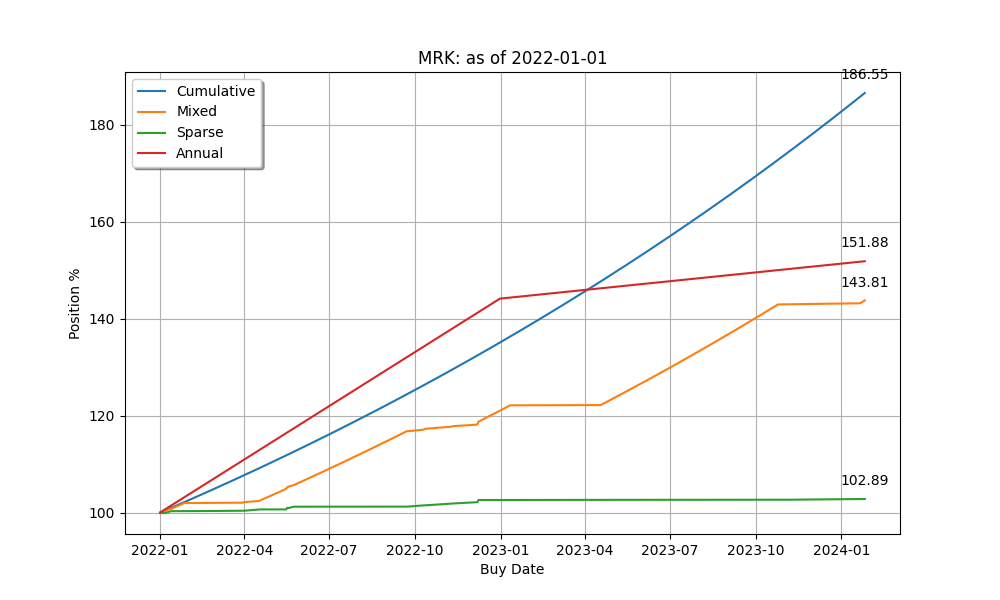 MRK: as of 2022-01-01
186.55
Cumulative
Mixed
Sparse
Annual
180
160
151.88
143.81
140
120
102.89
100
Position %
2022-01 2022-04 2022-07 2022-10 2023-01 2023-04 2023-07 2023-10 2024-01
Buy Date